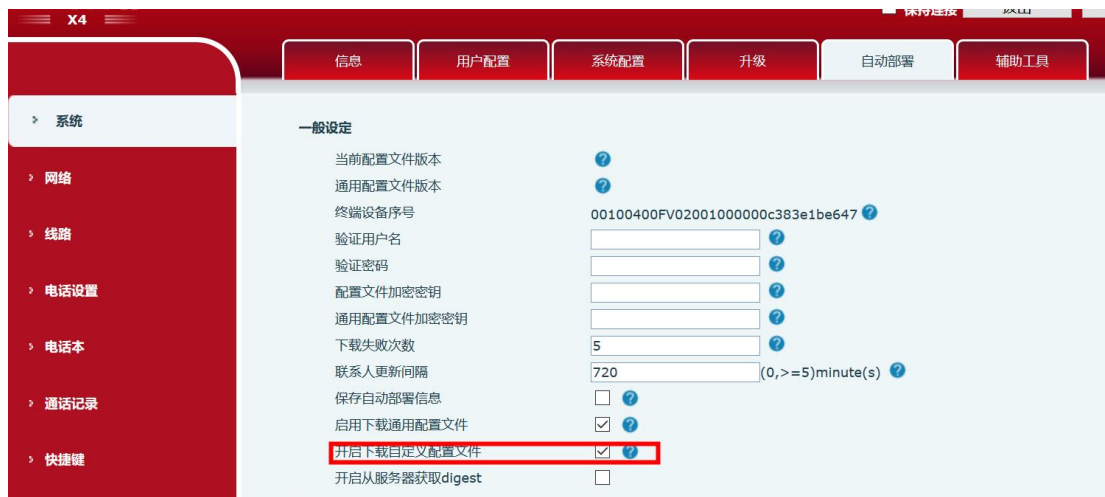 X4
保持连接
信息 用户配置 系统配置 升级 自动部署 辅助工具
系统
网络
线路
电话设置
电话本
通话记录
快捷键
一般设定
当前配置文件版本
通用配置文件版本
终端设备序号 00100400FV02001000000c383e1be647
验证用户名
验证密码
配置文件加密密钥
通用配置文件加密密钥
下载失败次数 5
联系人更新间隔 720 (0,>=5)minute(s)
保存自动部署信息
启用下载通用配置文件
开启下载自定义配置文件
开启从服务器获取digest